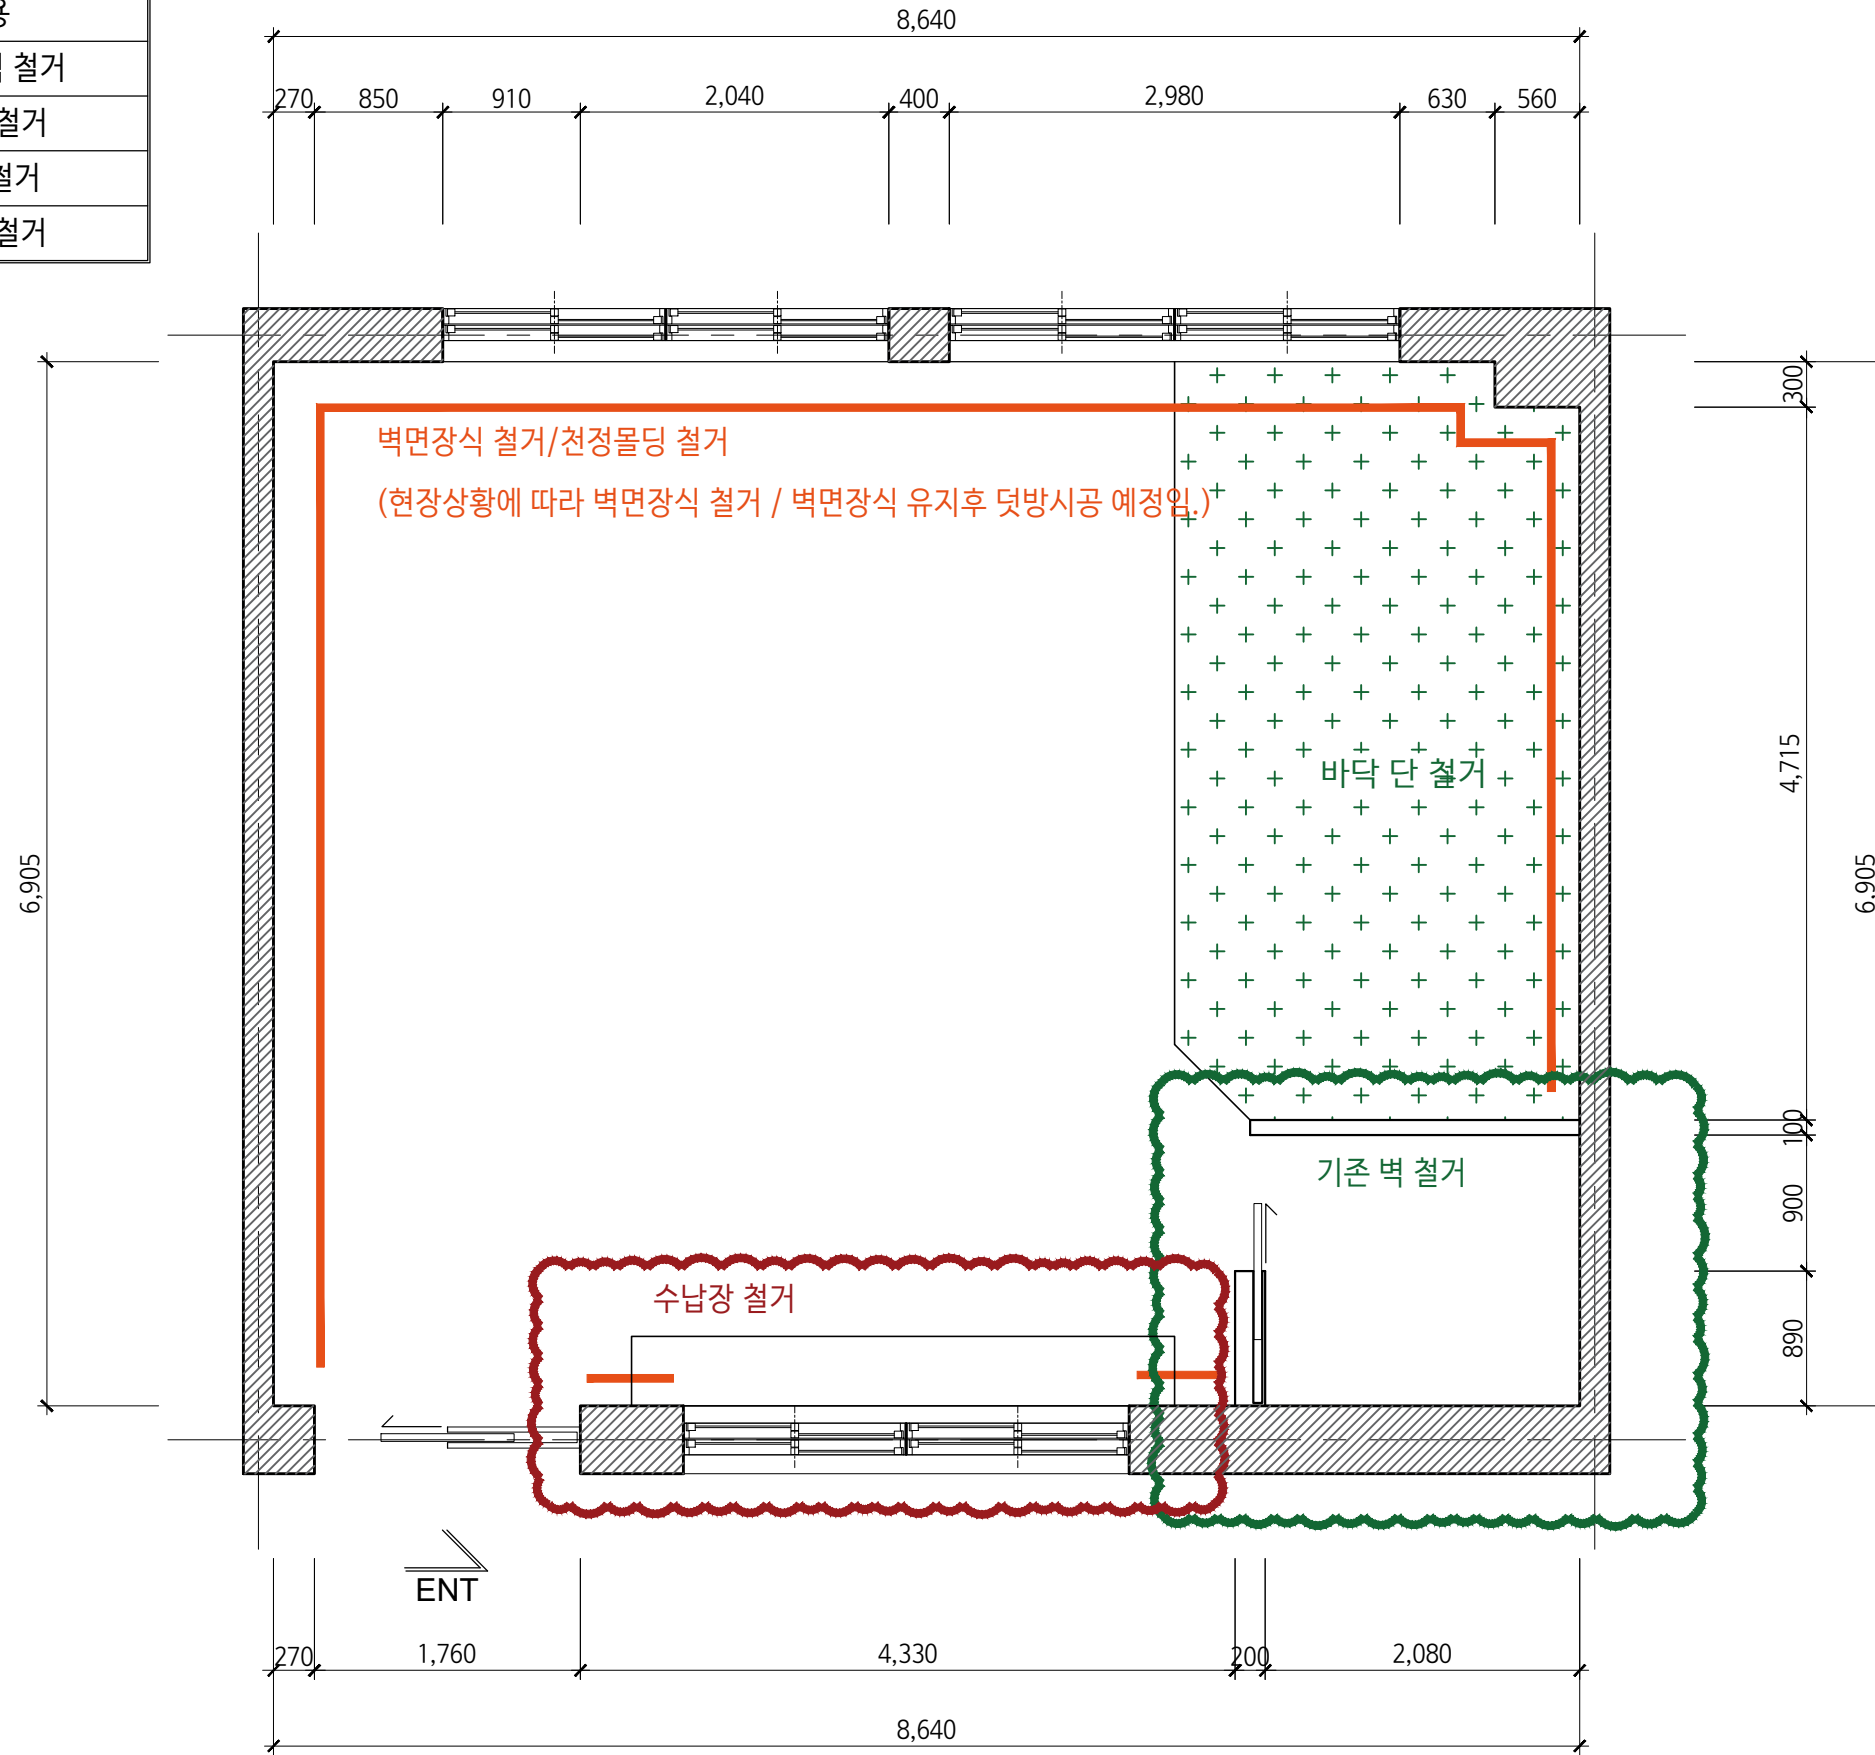 철거
철거
철거
철거
8,640
270 850 910 2,040 400 2,980 630 560
벽면장식 철거/천정몰딩 철거
(현장상황에 따라 벽면장식 철거 / 벽면장식 유지후 덧방시공 예정임.)
300
바닥 단 철거
4,715
6,905
6.905
100
기존 벽 철거
900
수납장 철거
890
ENT
270 1,760 4,330 200 2,080
8,640